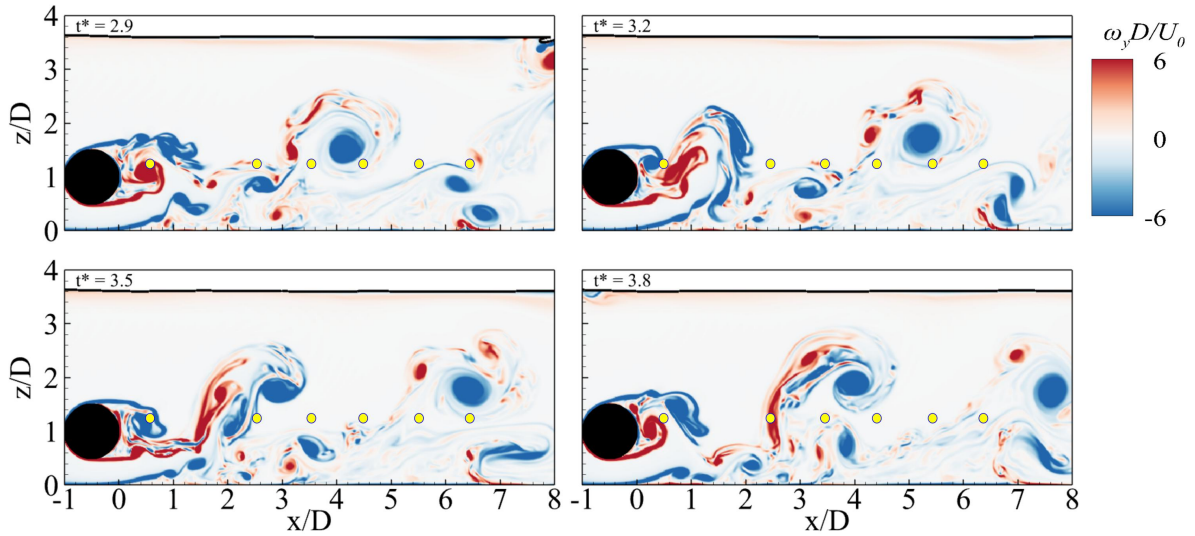 t* = 2.9
t* = 3.2
4
3
2
1
0
z/D
ω_y D/U_0
6
0
-6
t* = 3.5
t* = 3.8
4
3
2
1
0
z/D
-1 0 1 2 3 4 5 6 7 8
-1 0 1 2 3 4 5 6 7 8
x/D
x/D